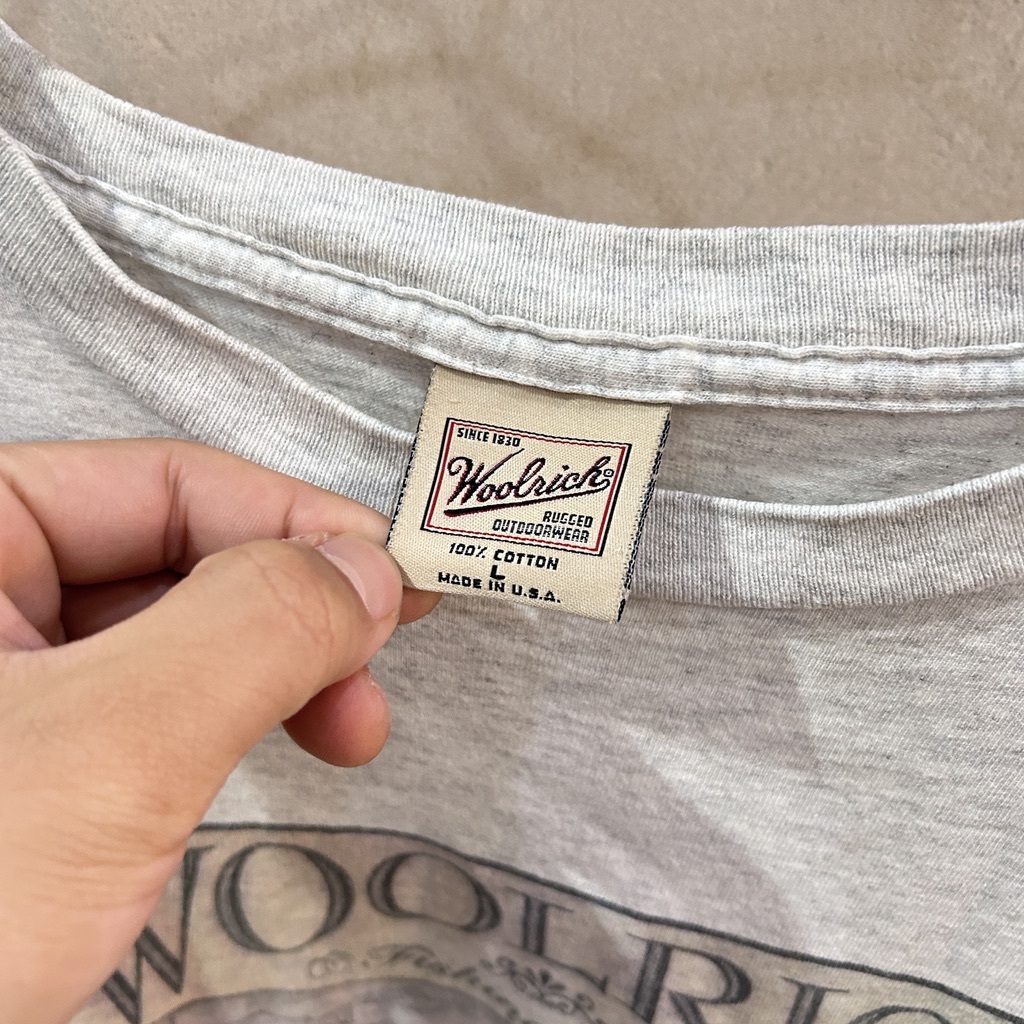 SINCE 1830
Woolrich®
RUGGED
OUTDOORWEAR
100% COTTON
L
MADE IN U.S.A.
WOOLRIC